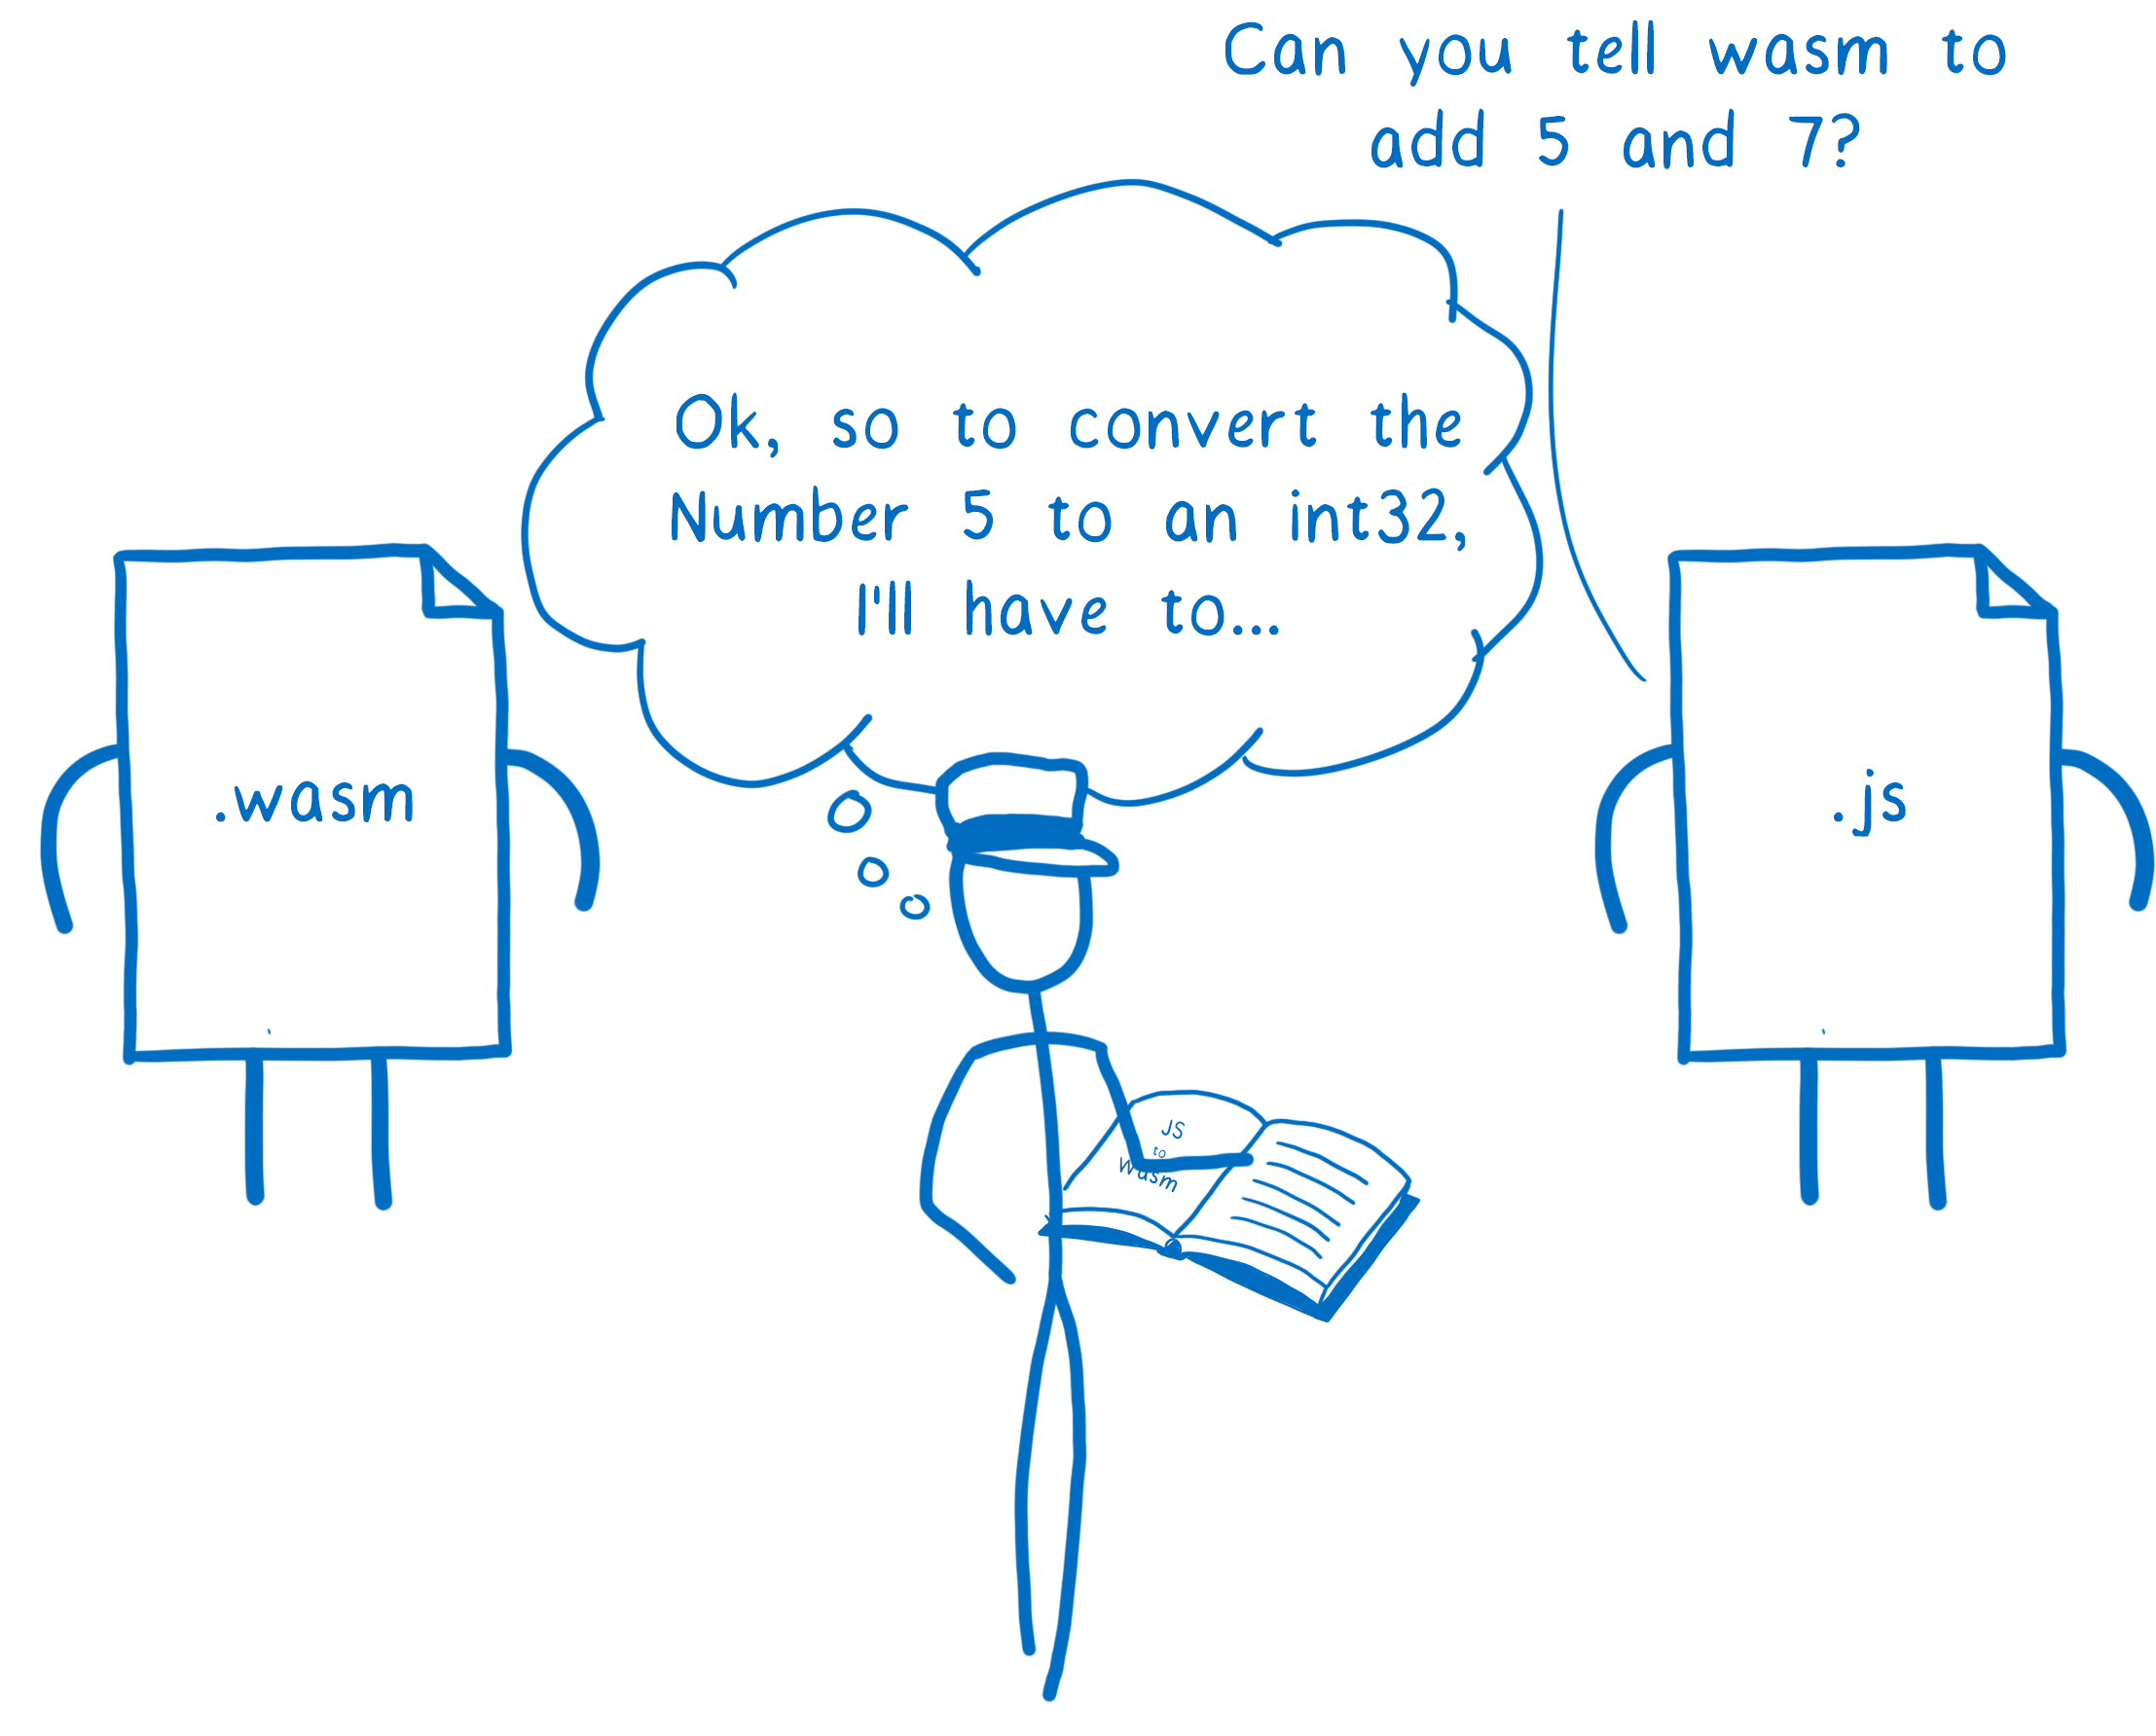 Can you tell wasm to
add 5 and 7?
Ok, so to convert the
Number 5 to an int32,
I'll have to...
.wasm
.js
JS
to
Wasm